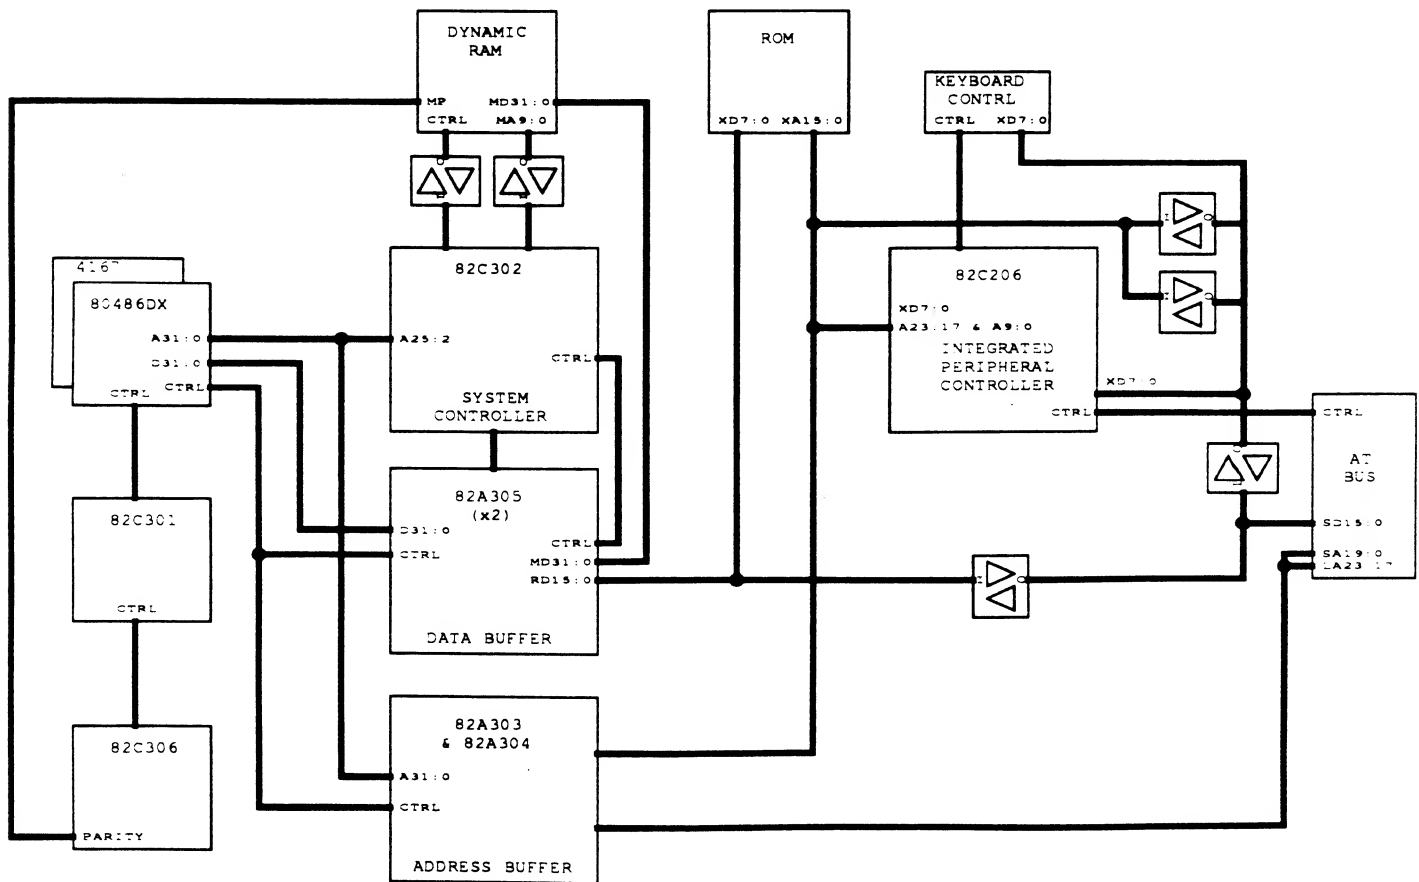 DYNAMIC
RAM
MP MD31:0
CTRL MA9:0
O
I
O
I
ROM
XD7:0 XA15:0
KEYBOARD
CONTRL
CTRL XD7:0
I O
I O
4167
80486DX
A31:0
D31:0
CTRL
CTRL
82C302
A25:2
CTRL
SYSTEM
CONTROLLER
82C206
XD7:0
A23:17 & A9:0
INTEGRATED
PERIPHERAL
CONTROLLER
XD7:0
CTRL
CTRL
AT
BUS
SD15:0
SA19:0
LA23:17
O
I
82C301
CTRL
82A305
(x2)
D31:0
CTRL
CTRL
MD31:0
RD15:0
DATA BUFFER
I O
82C306
PARITY
82A303
& 82A304
A31:0
CTRL
ADDRESS BUFFER